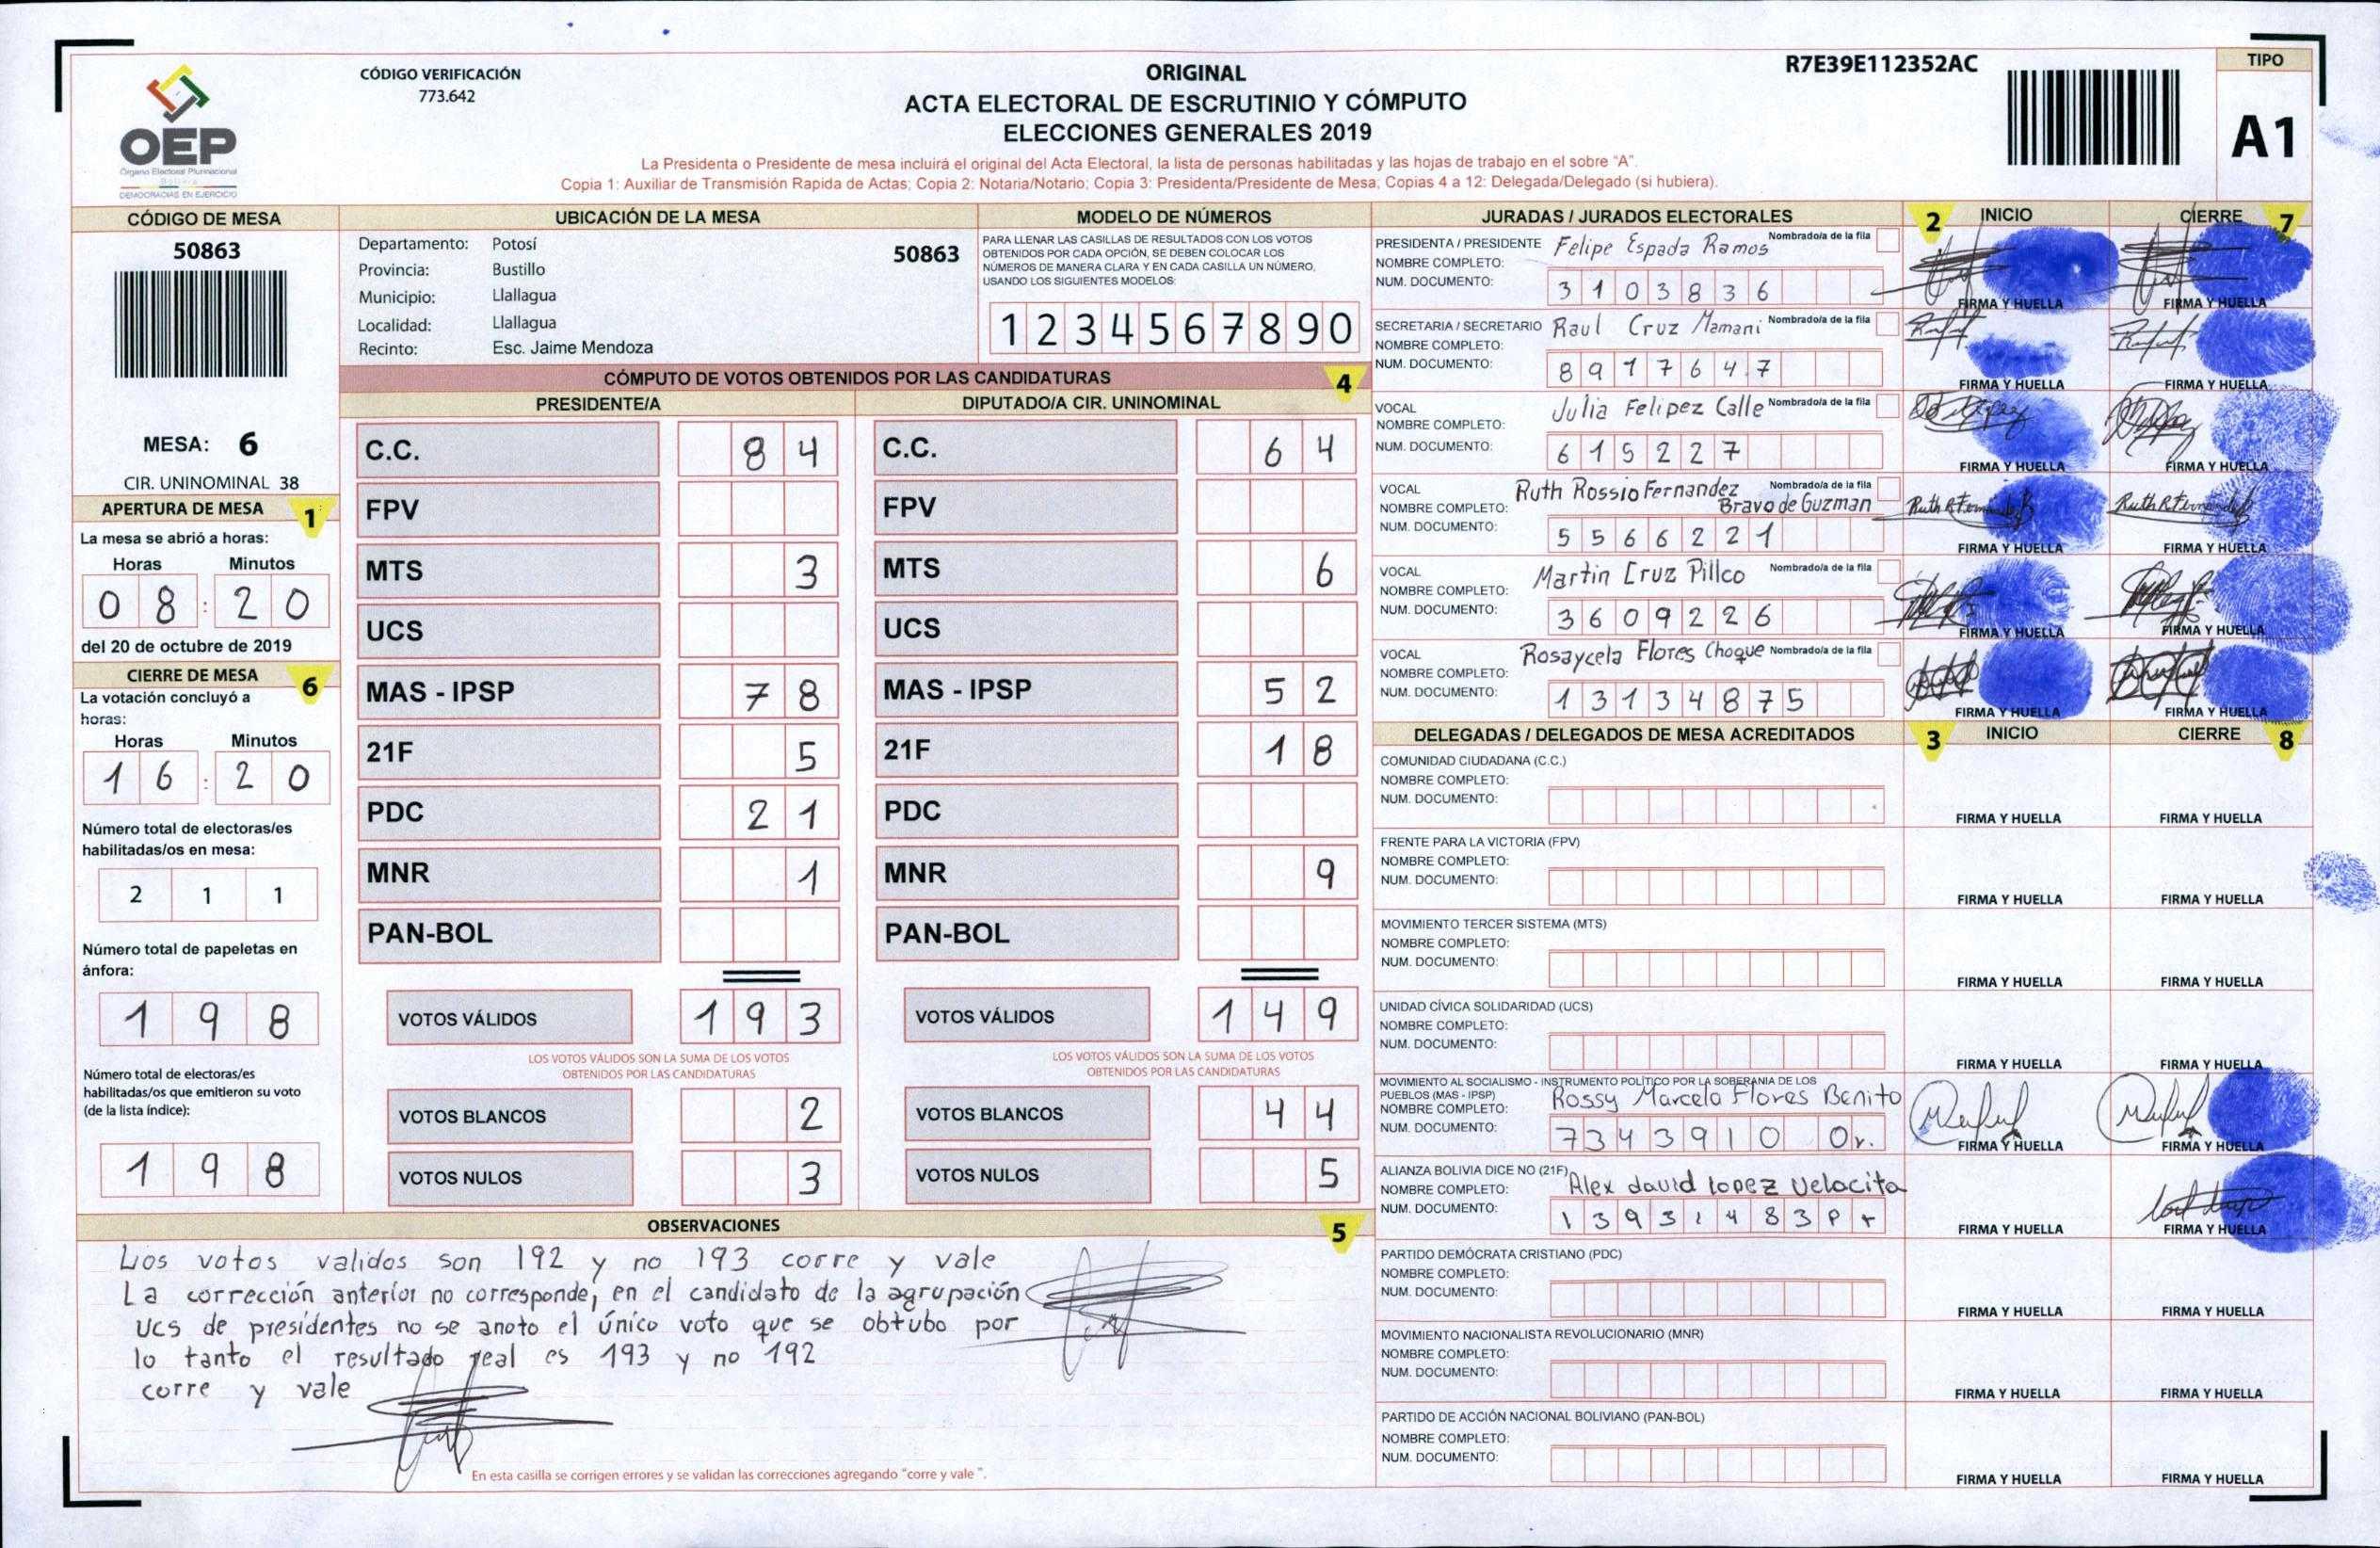 CÓDIGO VERIFICACIÓN
773.642
ORIGINAL
ACTA ELECTORAL DE ESCRUTINIO Y CÓMPUTO
ELECCIONES GENERALES 2019
R7E39E112352AC
TIPO
A1
OEP
Órgano Electoral Plurinacional
Bolivia
DEMOCRACIAS EN EJERCICIO
La Presidenta o Presidente de mesa incluirá el original del Acta Electoral, la lista de personas habilitadas y las hojas de trabajo en el sobre "A".
Copia 1: Auxiliar de Transmisión Rapida de Actas; Copia 2: Notaria/Notario; Copia 3: Presidenta/Presidente de Mesa; Copias 4 a 12: Delegada/Delegado (si hubiera).
CÓDIGO DE MESA
50863
MESA: 6
CIR. UNINOMINAL 38
APERTURA DE MESA 1
La mesa se abrió a horas:
Horas Minutos
08:20
del 20 de octubre de 2019
CIERRE DE MESA 6
La votación concluyó a
horas:
Horas Minutos
16:20
Número total de electoras/es
habilitadas/os en mesa:
211
Número total de papeletas en
ánfora:
198
Número total de electoras/es
habilitadas/os que emitieron su voto
(de la lista índice):
198
UBICACIÓN DE LA MESA
Departamento: Potosí 50863
Provincia: Bustillo
Municipio: Llallagua
Localidad: Llallagua
Recinto: Esc. Jaime Mendoza
MODELO DE NÚMEROS
PARA LLENAR LAS CASILLAS DE RESULTADOS CON LOS VOTOS
OBTENIDOS POR CADA OPCIÓN, SE DEBEN COLOCAR LOS
NÚMEROS DE MANERA CLARA Y EN CADA CASILLA UN NÚMERO,
USANDO LOS SIGUIENTES MODELOS:
1234567890
CÓMPUTO DE VOTOS OBTENIDOS POR LAS CANDIDATURAS 4
PRESIDENTE/A DIPUTADO/A CIR. UNINOMINAL
C.C. 84 C.C. 64
FPV FPV
MTS 3 MTS 6
UCS UCS
MAS - IPSP 78 MAS - IPSP 52
21F 5 21F 18
PDC 21 PDC
MNR 1 MNR 9
PAN-BOL PAN-BOL
VOTOS VÁLIDOS 193 VOTOS VÁLIDOS 149
LOS VOTOS VÁLIDOS SON LA SUMA DE LOS VOTOS LOS VOTOS VÁLIDOS SON LA SUMA DE LOS VOTOS
OBTENIDOS POR LAS CANDIDATURAS OBTENIDOS POR LAS CANDIDATURAS
VOTOS BLANCOS 2 VOTOS BLANCOS 44
VOTOS NULOS 3 VOTOS NULOS 5
OBSERVACIONES 5
Los votos validos son 192 y no 193 corre y vale
La corrección anterior no corresponde, en el candidato de la agrupación
UCS de presidentes no se anoto el único voto que se obtubo por
lo tanto el resultado real es 193 y no 192
corre y vale
En esta casilla se corrigen errores y se validan las correcciones agregando "corre y vale ".
JURADAS / JURADOS ELECTORALES 2 INICIO CIERRE 7
PRESIDENTA / PRESIDENTE Felipe Espada Ramos Nombrado/a de la fila
NOMBRE COMPLETO:
NUM. DOCUMENTO: 3103836
FIRMA Y HUELLA FIRMA Y HUELLA
SECRETARIA / SECRETARIO Raul Cruz Mamani Nombrado/a de la fila
NOMBRE COMPLETO:
NUM. DOCUMENTO: 8917647
FIRMA Y HUELLA FIRMA Y HUELLA
VOCAL Julia Felipez Calle Nombrado/a de la fila
NOMBRE COMPLETO:
NUM. DOCUMENTO: 615227
FIRMA Y HUELLA FIRMA Y HUELLA
VOCAL Ruth Rossio Fernandez Nombrado/a de la fila
NOMBRE COMPLETO: Bravo de Guzman
NUM. DOCUMENTO: 5566221
FIRMA Y HUELLA FIRMA Y HUELLA
VOCAL Martin Cruz Pillco Nombrado/a de la fila
NOMBRE COMPLETO:
NUM. DOCUMENTO: 3609226
FIRMA Y HUELLA FIRMA Y HUELLA
VOCAL Rosaycela Flores Choque Nombrado/a de la fila
NOMBRE COMPLETO:
NUM. DOCUMENTO: 13134875
FIRMA Y HUELLA FIRMA Y HUELLA
DELEGADAS / DELEGADOS DE MESA ACREDITADOS 3 INICIO CIERRE 8
COMUNIDAD CIUDADANA (C.C.)
NOMBRE COMPLETO:
NUM. DOCUMENTO:
FIRMA Y HUELLA FIRMA Y HUELLA
FRENTE PARA LA VICTORIA (FPV)
NOMBRE COMPLETO:
NUM. DOCUMENTO:
FIRMA Y HUELLA FIRMA Y HUELLA
MOVIMIENTO TERCER SISTEMA (MTS)
NOMBRE COMPLETO:
NUM. DOCUMENTO:
FIRMA Y HUELLA FIRMA Y HUELLA
UNIDAD CÍVICA SOLIDARIDAD (UCS)
NOMBRE COMPLETO:
NUM. DOCUMENTO:
FIRMA Y HUELLA FIRMA Y HUELLA
MOVIMIENTO AL SOCIALISMO - INSTRUMENTO POLÍTICO POR LA SOBERANIA DE LOS
PUEBLOS (MAS - IPSP) Rossy Marcela Flores Benito
NOMBRE COMPLETO:
NUM. DOCUMENTO: 7343910 Or.
FIRMA Y HUELLA FIRMA Y HUELLA
ALIANZA BOLIVIA DICE NO (21F)
NOMBRE COMPLETO: Alex david lopez Velocita
NUM. DOCUMENTO: 13931483Pt
FIRMA Y HUELLA FIRMA Y HUELLA
PARTIDO DEMÓCRATA CRISTIANO (PDC)
NOMBRE COMPLETO:
NUM. DOCUMENTO:
FIRMA Y HUELLA FIRMA Y HUELLA
MOVIMIENTO NACIONALISTA REVOLUCIONARIO (MNR)
NOMBRE COMPLETO:
NUM. DOCUMENTO:
FIRMA Y HUELLA FIRMA Y HUELLA
PARTIDO DE ACCIÓN NACIONAL BOLIVIANO (PAN-BOL)
NOMBRE COMPLETO:
NUM. DOCUMENTO:
FIRMA Y HUELLA FIRMA Y HUELLA